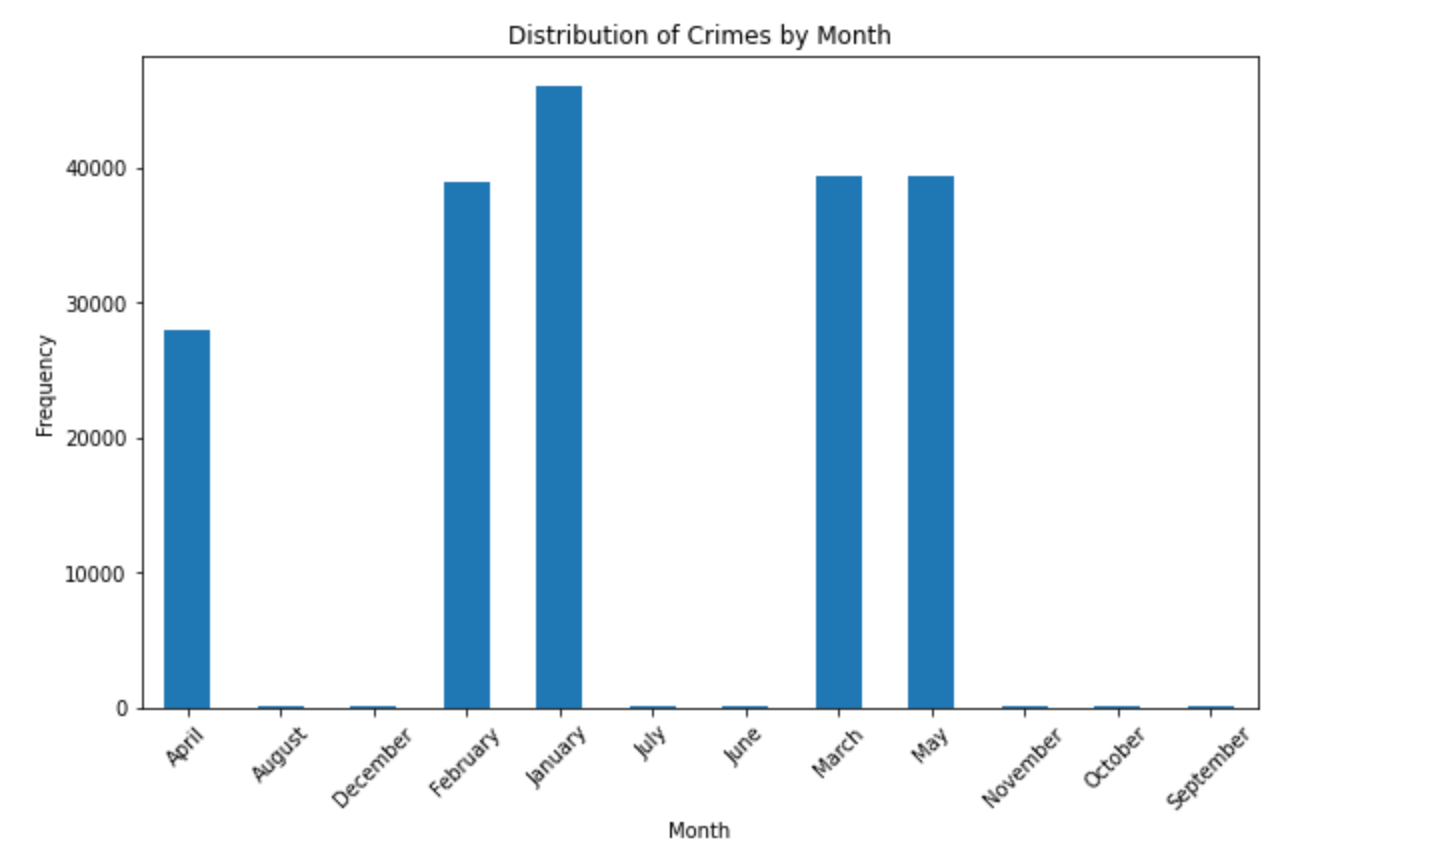 Distribution of Crimes by Month
Frequency
40000
30000
20000
10000
0
April
August
December
February
January
July
June
March
May
November
October
September
Month